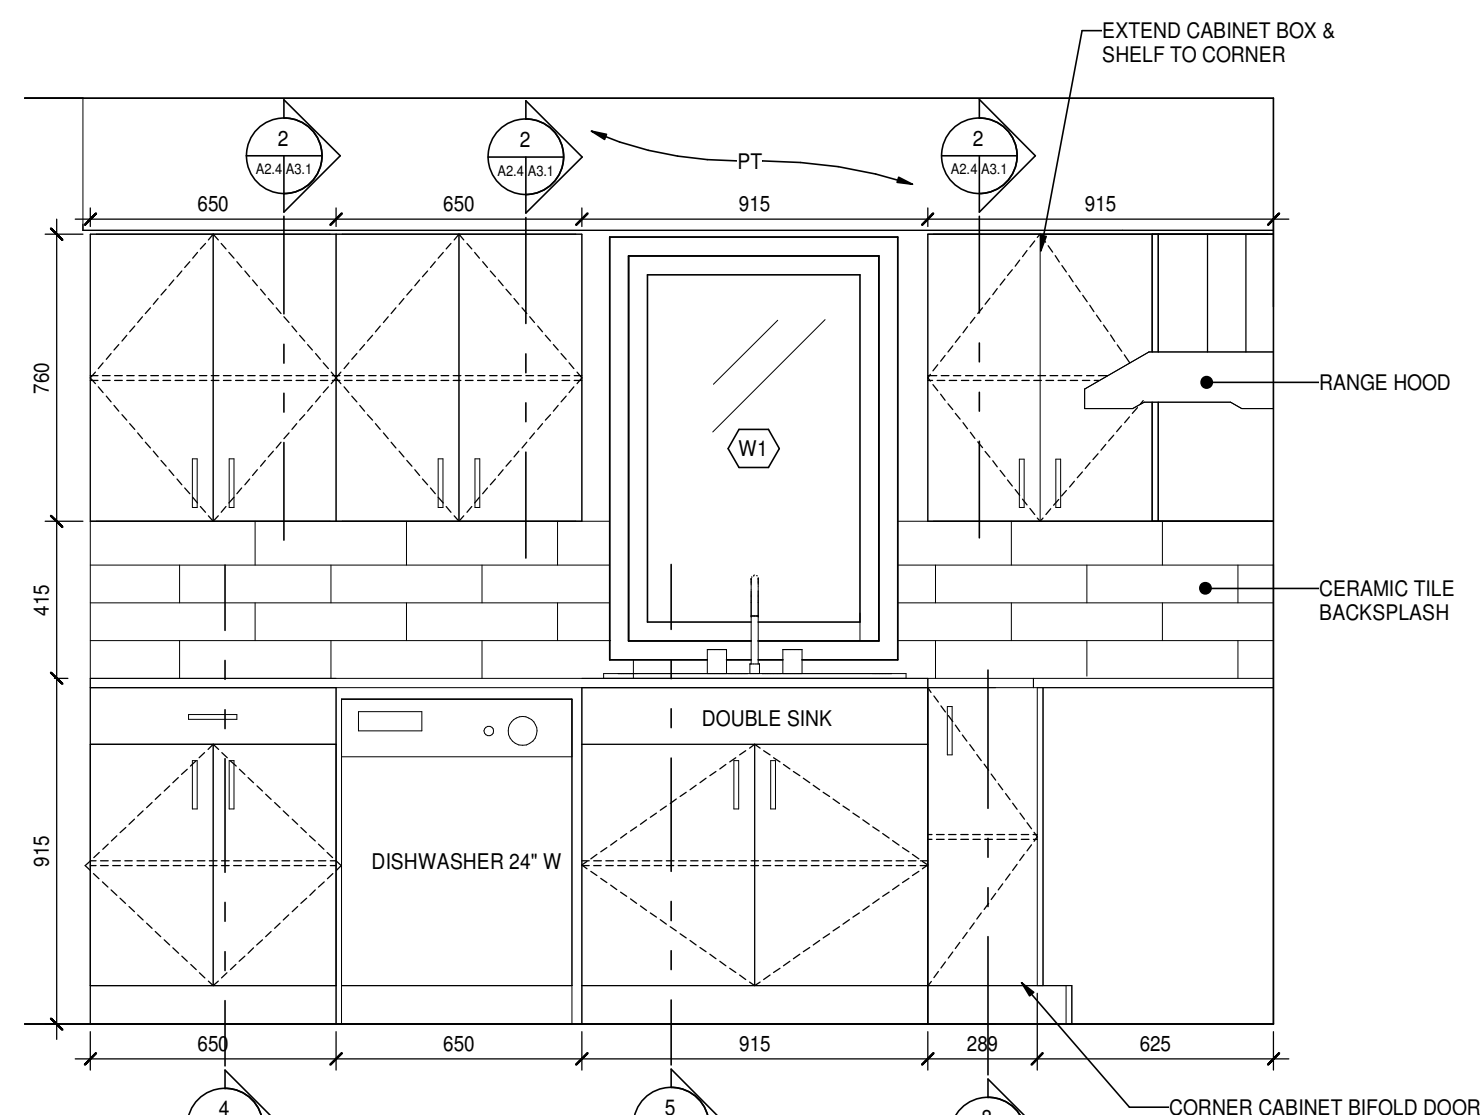 EXTEND CABINET BOX &
SHELF TO CORNER
2
A2.4 A3.1
2
A2.4 A3.1
PT
2
A2.4 A3.1
650
650
915
915
760
415
915
W1
RANGE HOOD
CERAMIC TILE
BACKSPLASH
DOUBLE SINK
DISHWASHER 24" W
650
650
915
289
625
4
5
CORNER CABINET BIFOLD DOOR